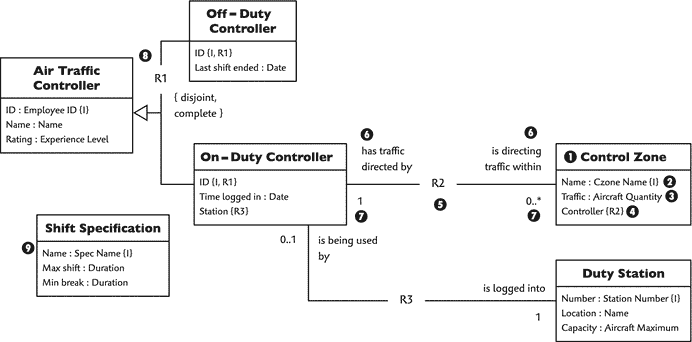 Off–Duty
Controller
ID {I, R1}
Last shift ended : Date
8
R1
Air Traffic
Controller
ID : Employee ID {I}
Name : Name
Rating : Experience Level
{ disjoint,
complete }
On–Duty Controller
ID {I, R1}
Time logged in : Date
Station {R3}
6
has traffic
directed by
6
is directing
traffic within
R2
5
1
7
0..*
7
1 Control Zone
Name : Czone Name {I} 2
Traffic : Aircraft Quantity 3
Controller {R2} 4
Shift Specification
9
Name : Spec Name {I}
Max shift : Duration
Min break : Duration
0..1
is being used
by
R3
is logged into
1
Duty Station
Number : Station Number {I}
Location : Name
Capacity : Aircraft Maximum